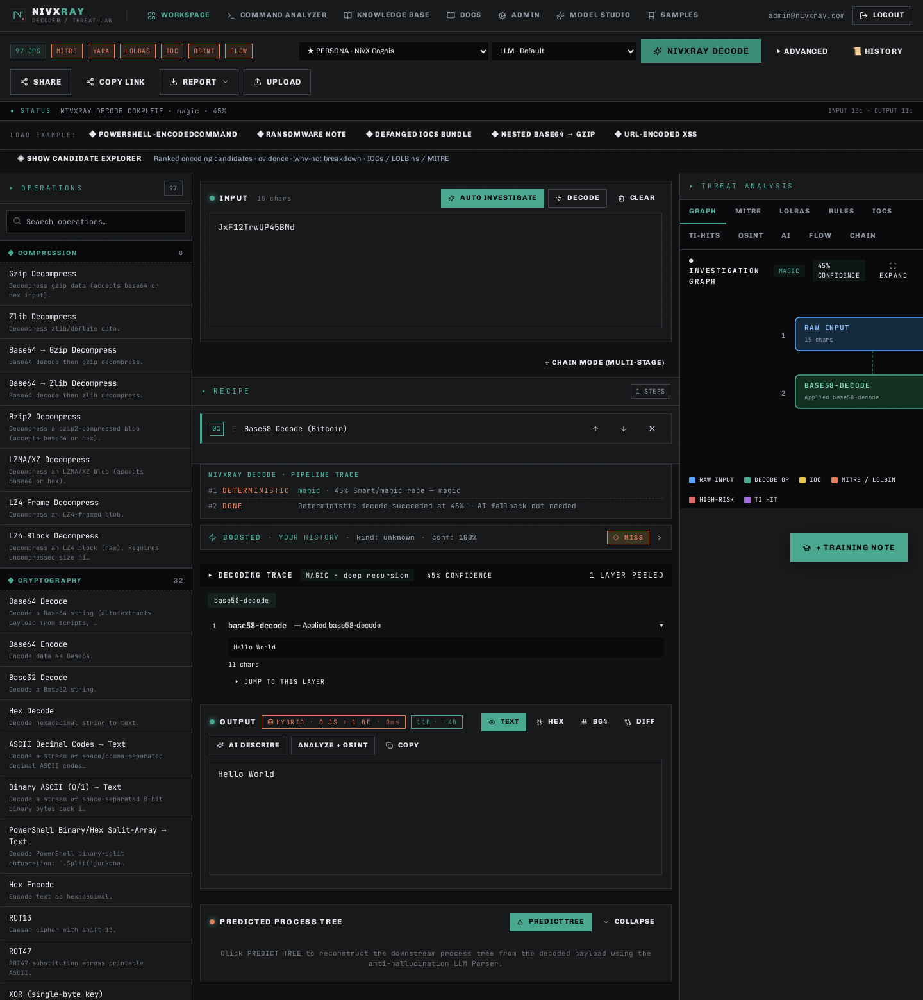 NIVXRAY
DECODER / THREAT-LAB
WORKSPACE
COMMAND ANALYZER
KNOWLEDGE BASE
DOCS
ADMIN
MODEL STUDIO
SAMPLES
admin@nivxray.com
LOGOUT
97 OPS
MITRE
YARA
LOLBAS
IOC
OSINT
FLOW
★ PERSONA · NivX Cognis
LLM · Default
NIVXRAY DECODE
▸ ADVANCED
📜 HISTORY
SHARE
COPY LINK
REPORT
UPLOAD
● STATUS NIVXRAY DECODE COMPLETE · magic · 45%
INPUT 15c · OUTPUT 11c
LOAD EXAMPLE:
◆ POWERSHELL -ENCODEDCOMMAND
◆ RANSOMWARE NOTE
◆ DEFANGED IOCS BUNDLE
◆ NESTED BASE64 → GZIP
◆ URL-ENCODED XSS
◈ SHOW CANDIDATE EXPLORER
Ranked encoding candidates · evidence · why-not breakdown · IOCs / LOLBins / MITRE
▸ OPERATIONS
97
Search operations…
◆ COMPRESSION
8
Gzip Decompress
Decompress gzip data (accepts base64 or
hex input).
Zlib Decompress
Decompress zlib/deflate data.
Base64 → Gzip Decompress
Base64 decode then gzip decompress.
Base64 → Zlib Decompress
Base64 decode then zlib decompress.
Bzip2 Decompress
Decompress a bzip2-compressed blob
(accepts base64 or hex).
LZMA/XZ Decompress
Decompress an LZMA/XZ blob (accepts
base64 or hex).
LZ4 Frame Decompress
Decompress an LZ4-framed blob.
LZ4 Block Decompress
Decompress an LZ4 block (raw). Requires
uncompressed_size hi…
◆ CRYPTOGRAPHY
32
Base64 Decode
Decode a Base64 string (auto-extracts
payload from scripts, …
Base64 Encode
Encode data as Base64.
Base32 Decode
Decode a Base32 string.
Hex Decode
Decode hexadecimal string to text.
ASCII Decimal Codes → Text
Decode a stream of space/comma-separated
decimal ASCII codes…
Binary ASCII (0/1) → Text
Decode a stream of space-separated 8-bit
binary bytes back i…
PowerShell Binary/Hex Split-Array →
Text
Decode PowerShell binary-split
obfuscation: `.Split('junkcha…
Hex Encode
Encode text as hexadecimal.
ROT13
Caesar cipher with shift 13.
ROT47
ROT47 substitution across printable
ASCII.
XOR (single-byte key)
INPUT
15 chars
AUTO INVESTIGATE
DECODE
CLEAR
JxF12TrwUP45BMd
+ CHAIN MODE (MULTI-STAGE)
▸ RECIPE
1 STEPS
01
Base58 Decode (Bitcoin)
↑
↓
✕
NIVXRAY DECODE · PIPELINE TRACE
#1 DETERMINISTIC magic · 45% Smart/magic race — magic
#2 DONE Deterministic decode succeeded at 45% — AI fallback not needed
BOOSTED · YOUR HISTORY · kind: unknown · conf: 100%
◇ MISS
▸ DECODING TRACE
MAGIC · deep recursion
45% CONFIDENCE
1 LAYER PEELED
base58-decode
1 base58-decode — Applied base58-decode
▾
Hello World
11 chars
▸ JUMP TO THIS LAYER
OUTPUT
HYBRID · 0 JS + 1 BE · 0ms
11B · -4B
TEXT
HEX
B64
DIFF
AI DESCRIBE
ANALYZE + OSINT
COPY
Hello World
PREDICTED PROCESS TREE
PREDICT TREE
COLLAPSE
Click PREDICT TREE to reconstruct the downstream process tree from the decoded payload using the
anti-hallucination LLM Parser.
▸ THREAT ANALYSIS
GRAPH
MITRE
LOLBAS
RULES
IOCS
TI-HITS
OSINT
AI
FLOW
CHAIN
⬢
INVESTIGATION
GRAPH
MAGIC
45%
CONFIDENCE
⛶
EXPAND
1
RAW INPUT
15 chars
2
BASE58-DECODE
Applied base58-decode
RAW INPUT
DECODE OP
IOC
MITRE / LOLBIN
HIGH-RISK
TI HIT
+ TRAINING NOTE